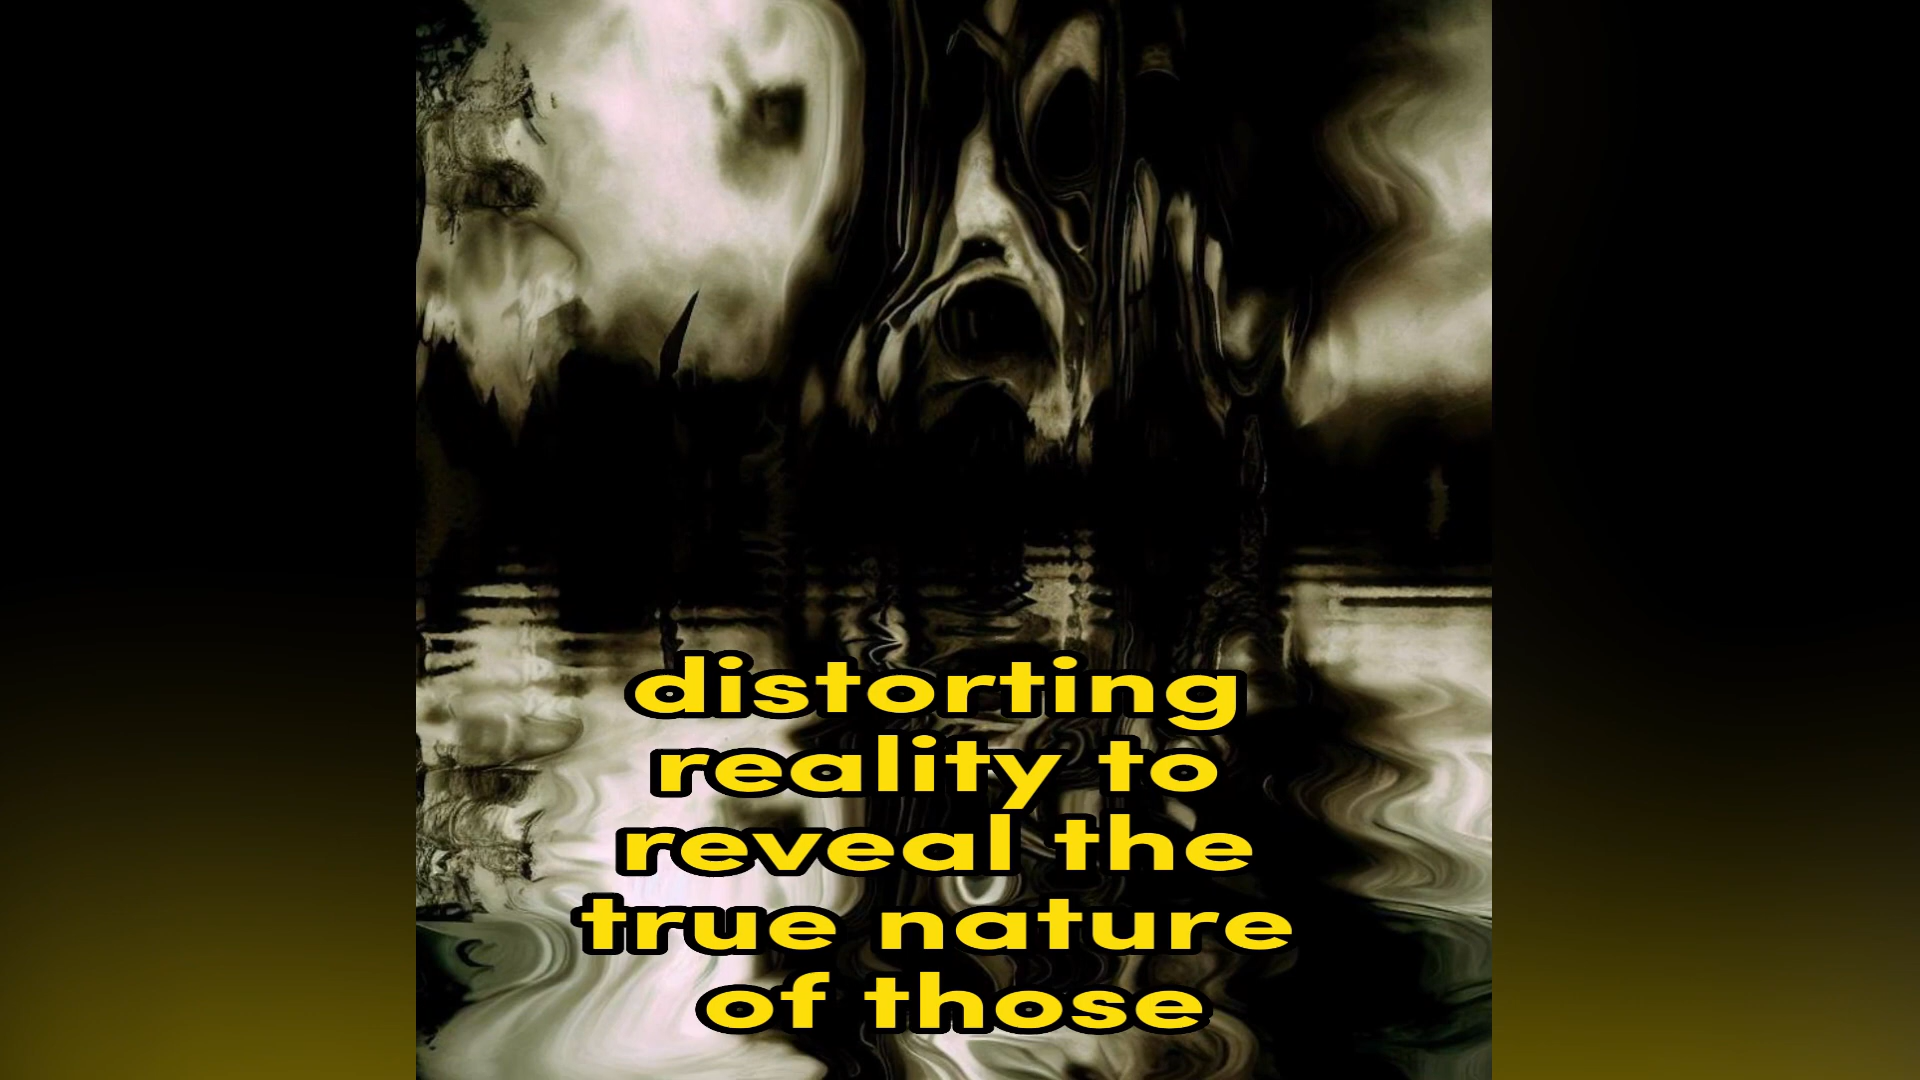 distorting
reality to
reveal the
true nature
of those